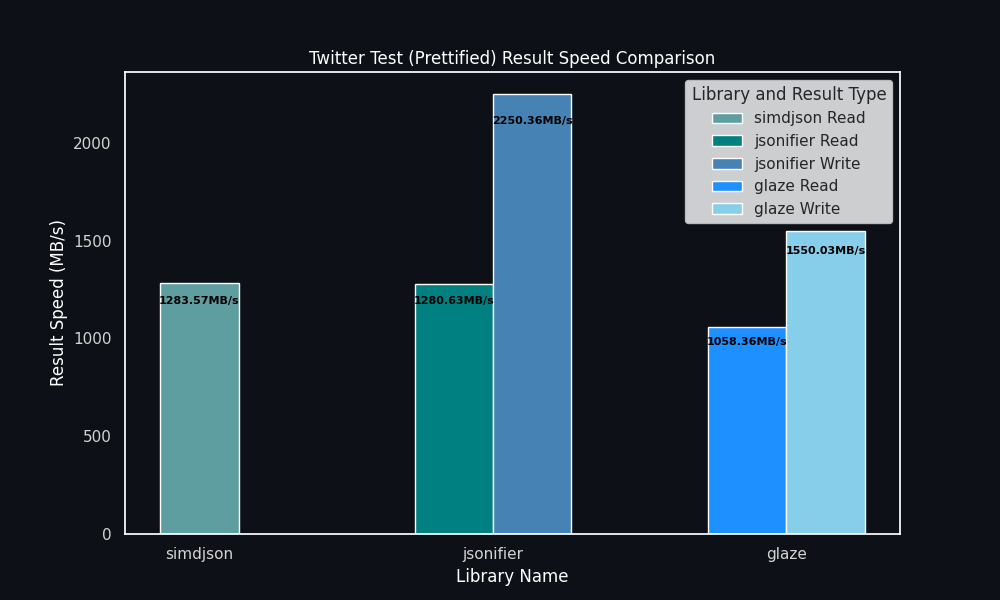 Twitter Test (Prettified) Result Speed Comparison
Library and Result Type
simdjson Read
jsonifier Read
jsonifier Write
glaze Read
glaze Write
2000
1500
1000
500
0
Result Speed (MB/s)
1283.57MB/s
1280.63MB/s
2250.36MB/s
1058.36MB/s
1550.03MB/s
simdjson
jsonifier
glaze
Library Name